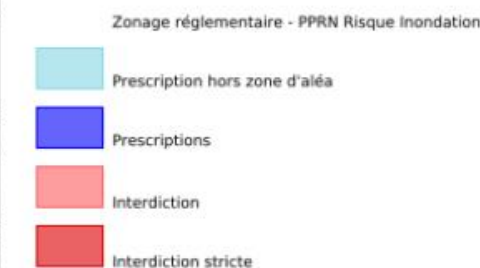 Zonage réglementaire - PPRN Risque Inondation
Prescription hors zone d'aléa
Prescriptions
Interdiction
Interdiction stricte